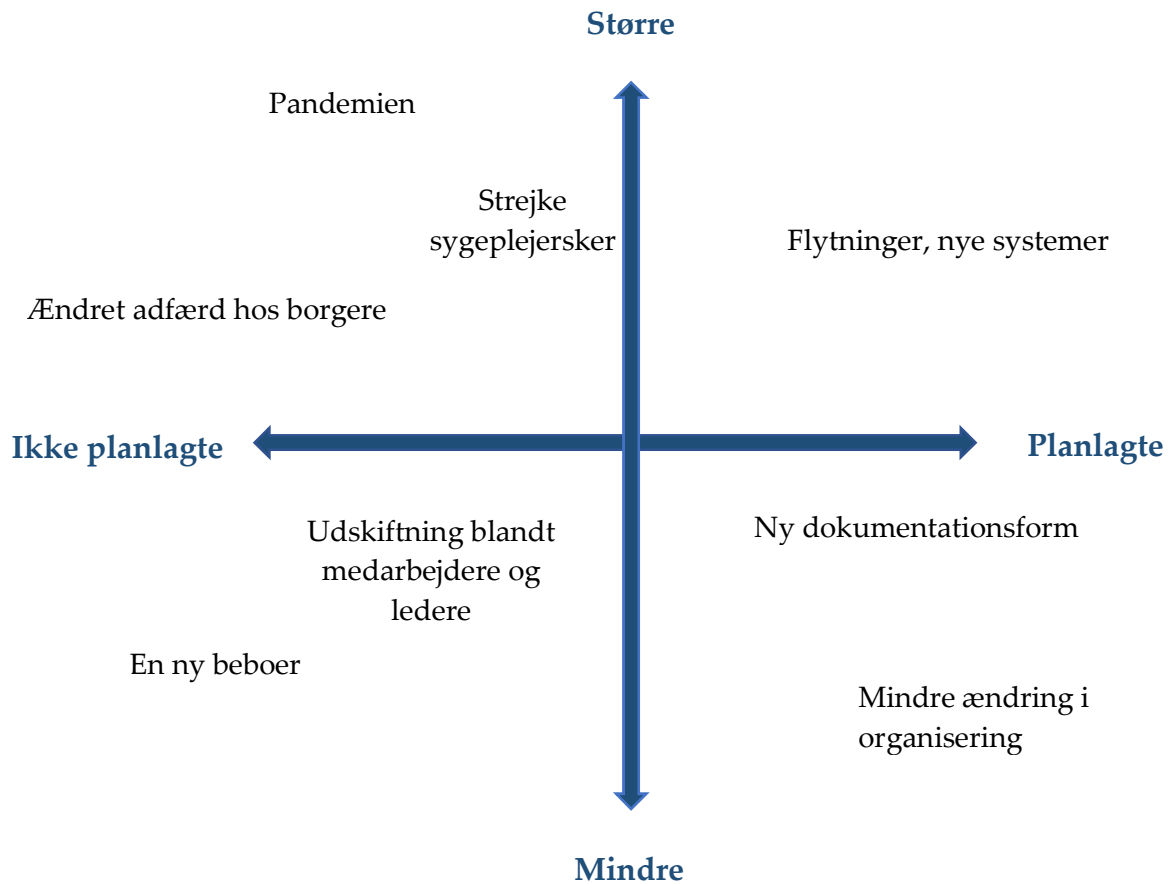 Større
Pandemien
Strejke
sygeplejersker
Flytninger, nye systemer
Ændret adfærd hos borgere
Ikke planlagte
Planlagte
Udskiftning blandt
medarbejdere og
ledere
Ny dokumentationsform
En ny beboer
Mindre ændring i
organisering
Mindre